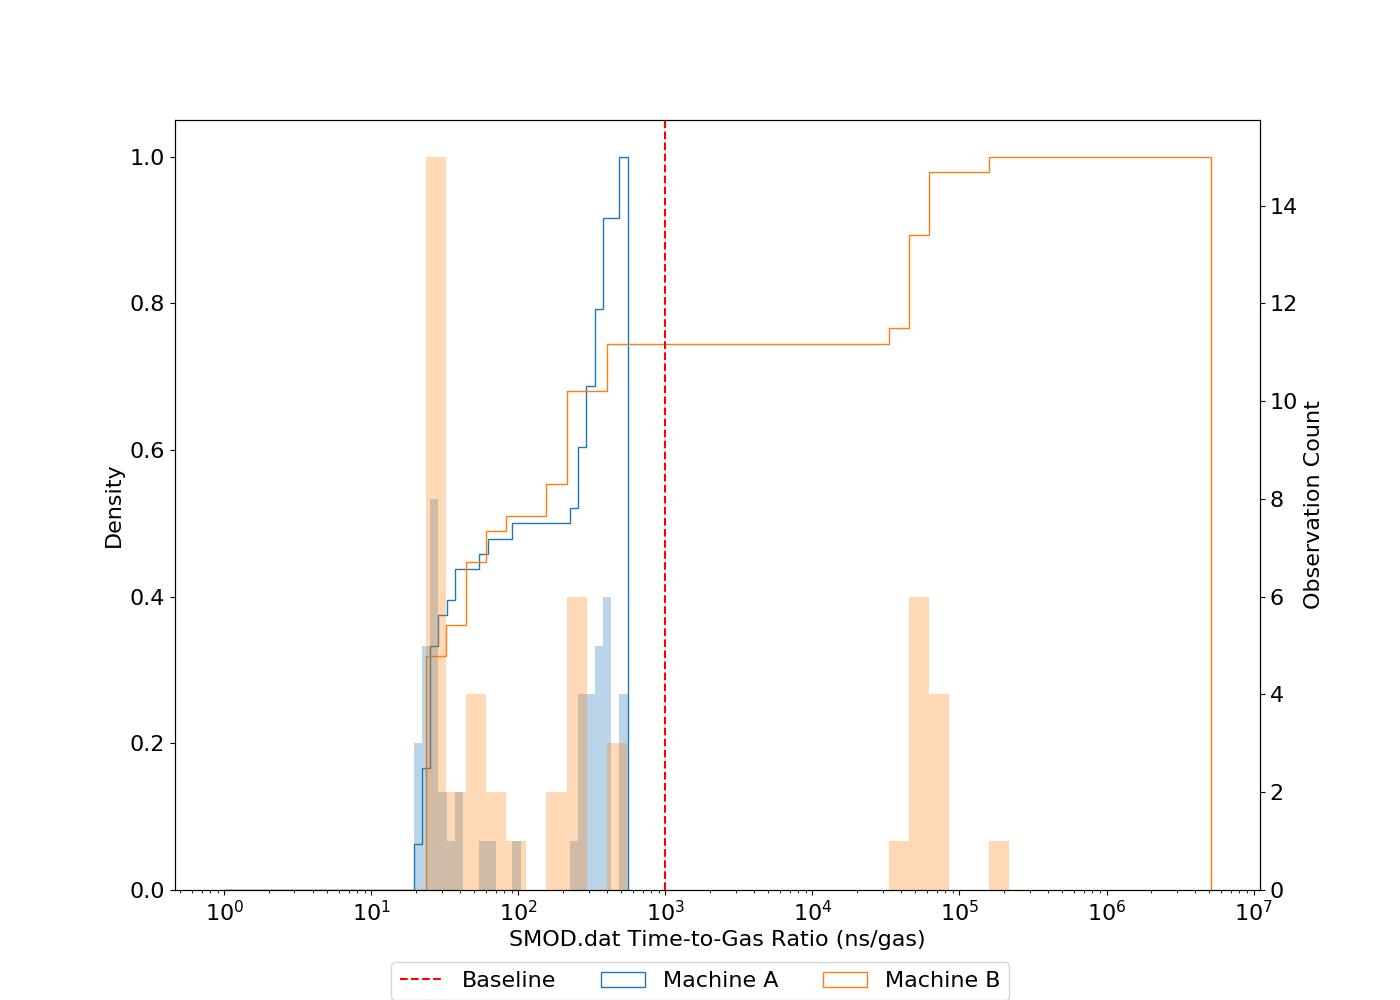 1.0
0.8
0.6
0.4
0.2
0.0
Density
14
12
10
8
6
4
2
0
Observation Count
10⁰ 10¹ 10² 10³ 10⁴ 10⁵ 10⁶ 10⁷
SMOD.dat Time-to-Gas Ratio (ns/gas)
Baseline Machine A Machine B